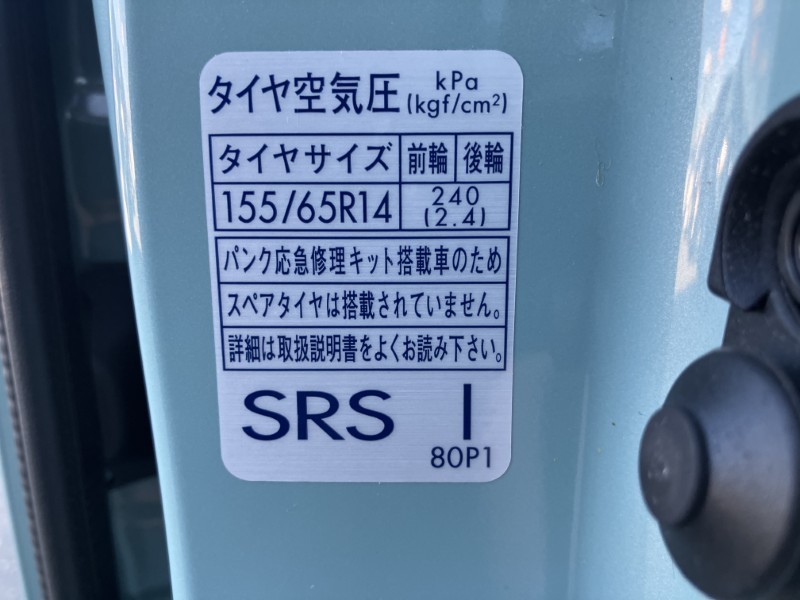 タイヤ空気圧 kPa (kgf/cm²)
タイヤサイズ 前輪 後輪
155/65R14 240 (2.4)
パンク応急修理キット搭載車のため
スペアタイヤは搭載されていません。
詳細は取扱説明書をよくお読み下さい。
SRS I
80P1